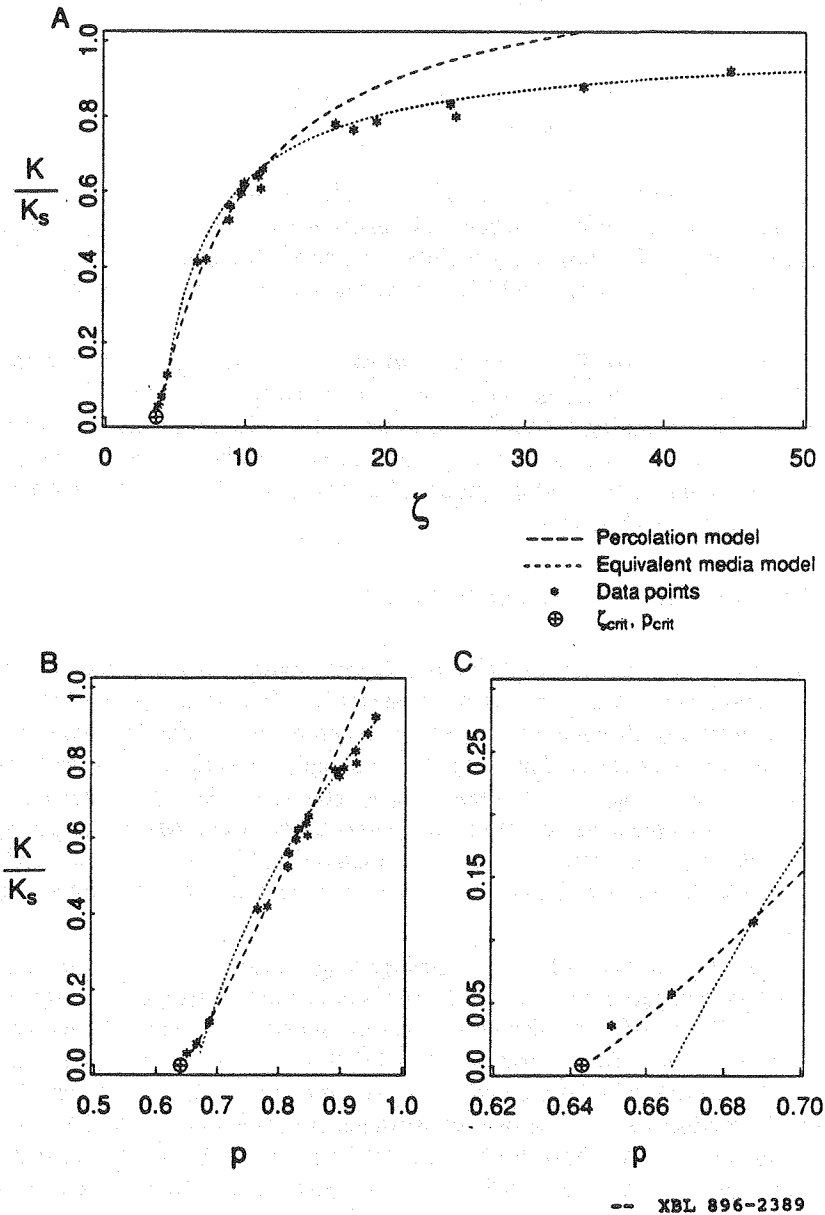 A
1.0
0.8
0.6
0.4
0.2
0.0
K
Ks
0 10 20 30 40 50
ζ
Percolation model
Equivalent media model
Data points
ζcrit, pcrit
B
1.0
0.8
0.6
0.4
0.2
0.0
K
Ks
0.5 0.6 0.7 0.8 0.9 1.0
p
C
0.25
0.15
0.05
0.0
0.62 0.64 0.66 0.68 0.70
p
XBL 896-2389